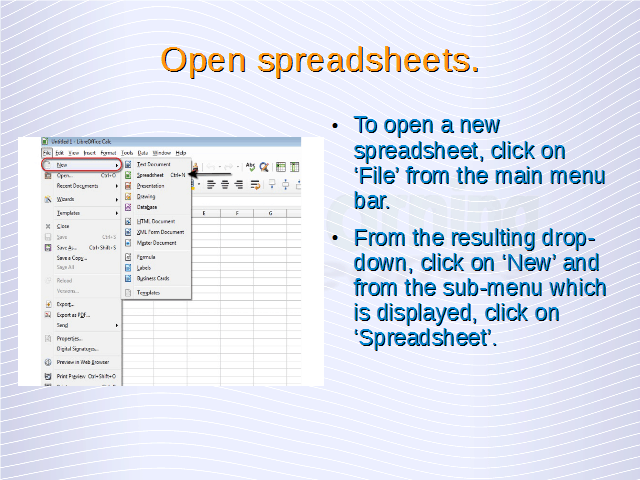 Open spreadsheets.
• To open a new
spreadsheet, click on
‘File’ from the main menu
bar.
• From the resulting drop-
down, click on ‘New’ and
from the sub-menu which
is displayed, click on
‘Spreadsheet’.
Untitled 1 - LibreOffice Calc
File Edit View Insert Format Tools Data Window Help
New
Open... Ctrl+O
Recent Documents
Wizards
Templates
Close
Save Ctrl+S
Save As... Ctrl+Shift+S
Save a Copy...
Save All
Reload
Versions...
Export...
Export as PDF...
Send
Properties...
Digital Signatures...
Preview in Web Browser
Print Preview Ctrl+Shift+O
Text Document
Spreadsheet Ctrl+N
Presentation
Drawing
Database
HTML Document
XML Form Document
Master Document
Formula
Labels
Business Cards
Templates
E F G H